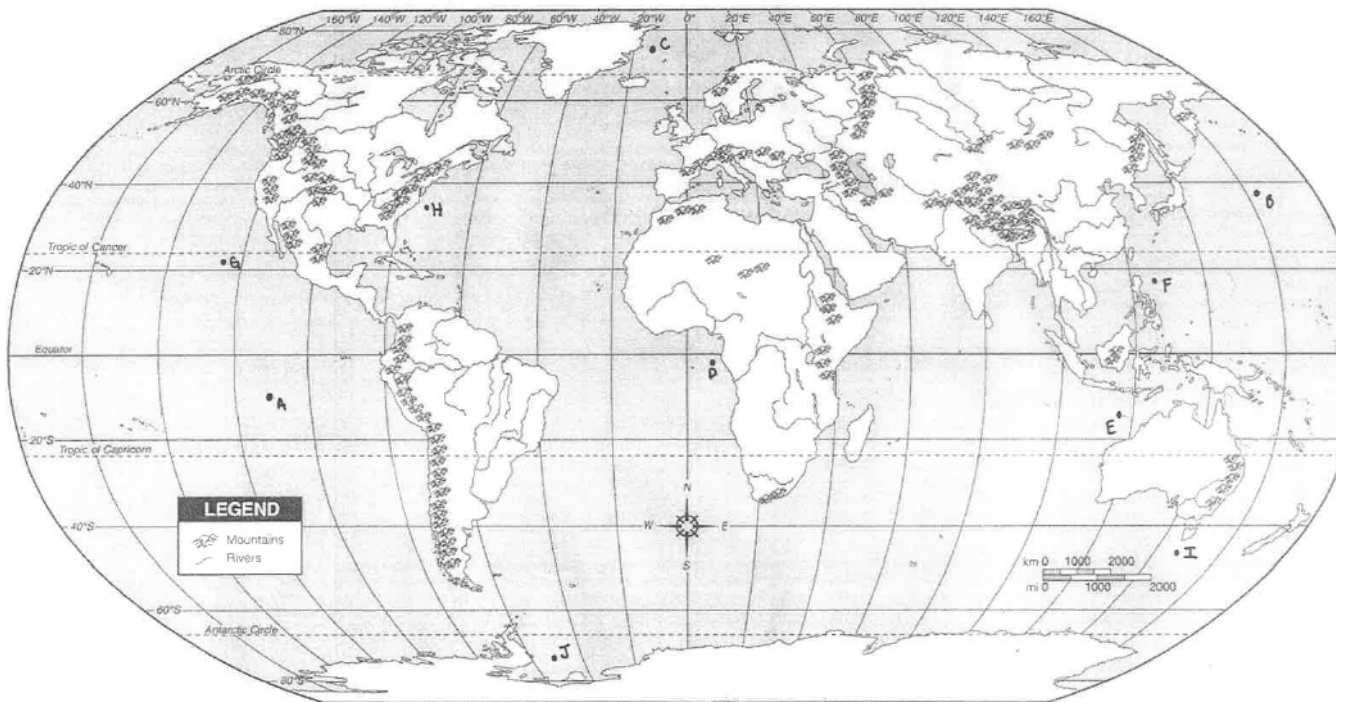 160°W 140°W 120°W 100°W 80°W 60°W 40°W 20°W 0° 20°E 40°E 60°E 80°E 100°E 120°E 140°E 160°E
80°N
C
Arctic Circle
60°N
40°N
B
H
Tropic of Cancer
G
20°N
F
Equator
D
A
E
20°S
Tropic of Capricorn
N
LEGEND
Mountains
Rivers
40°S
W E
S
I
km 0 1000 2000
mi 0 1000 2000
60°S
Antarctic Circle
J
80°S